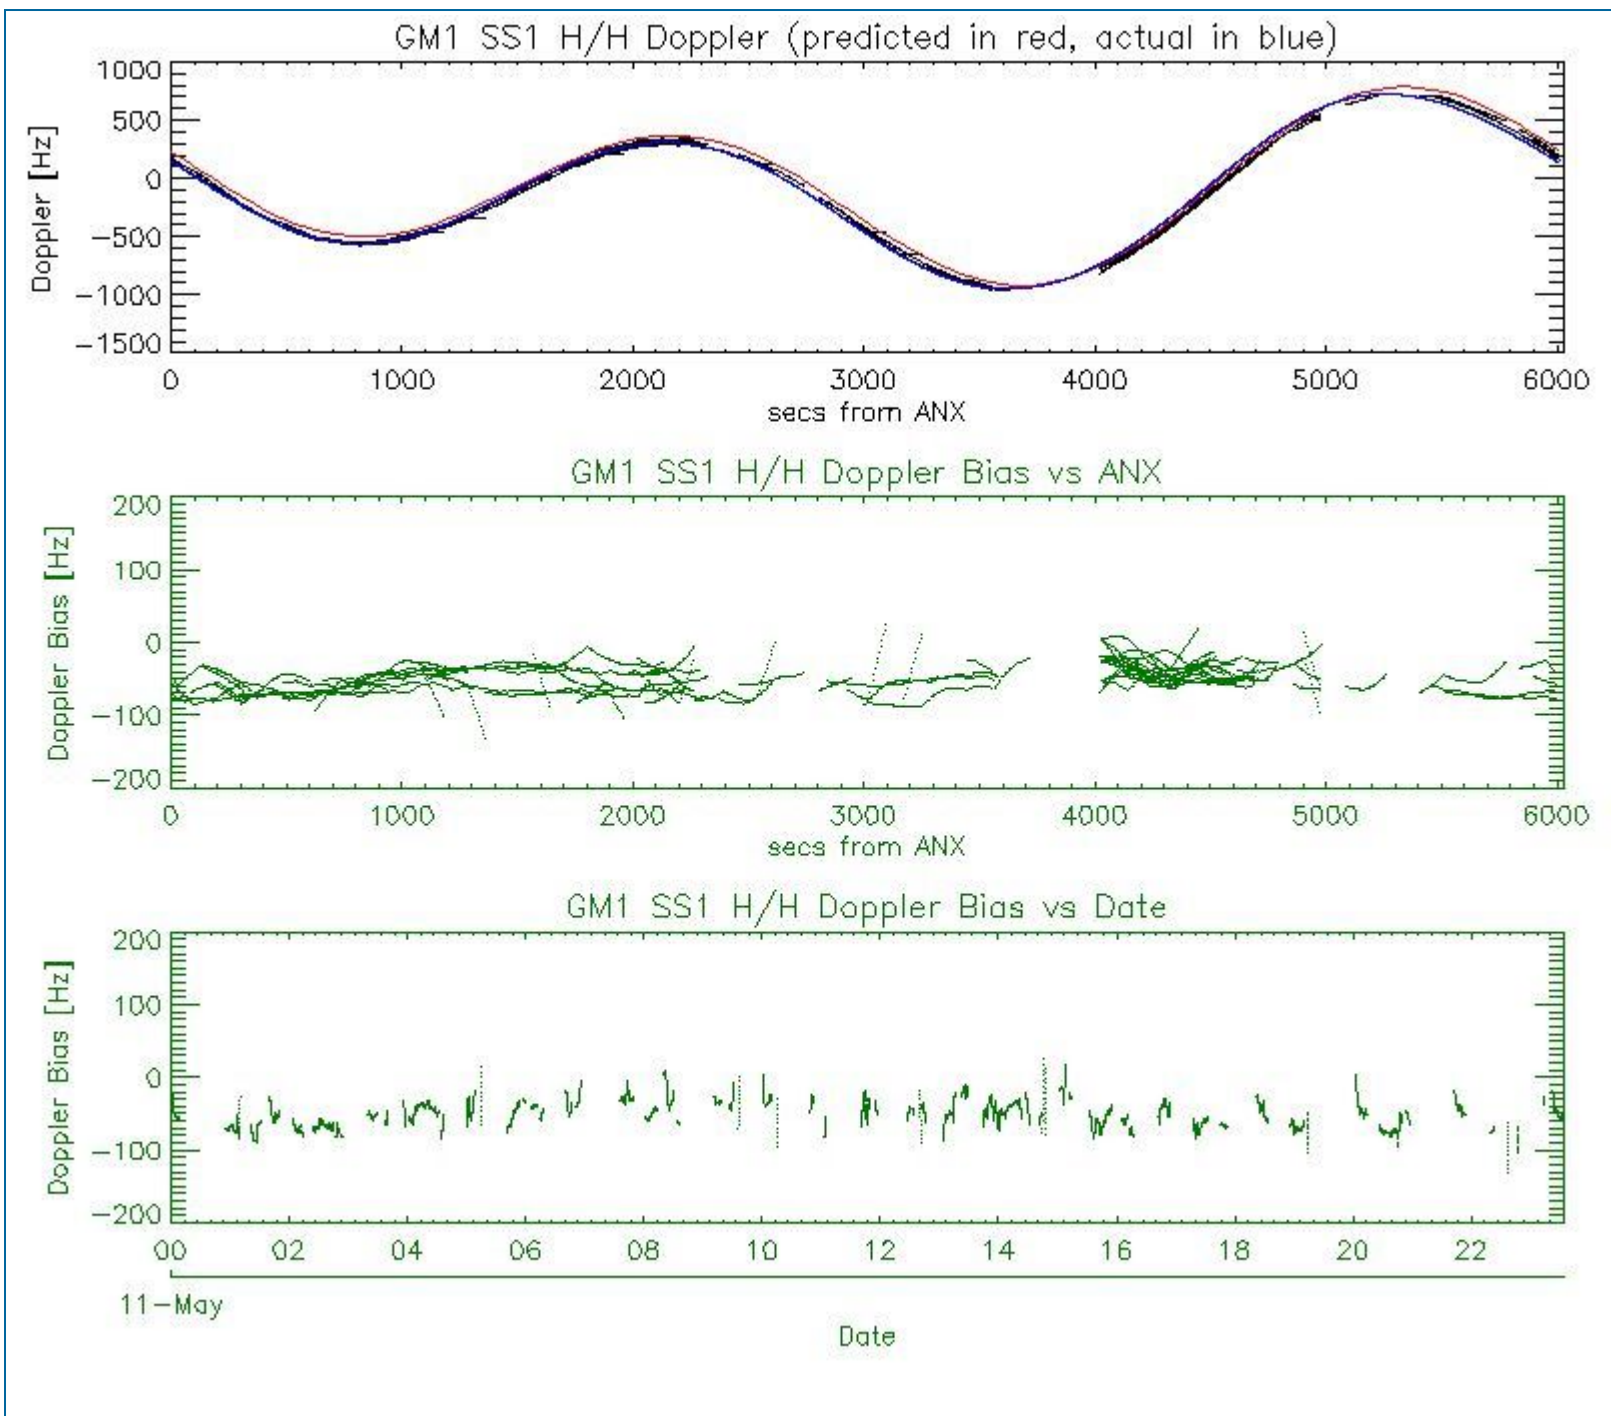 GM1 SS1 H/H Doppler (predicted in red, actual in blue)
1000
500
0
−500
−1000
−1500
Doppler [Hz]
0 1000 2000 3000 4000 5000 6000
secs from ANX
GM1 SS1 H/H Doppler Bias vs ANX
200
100
0
−100
−200
Doppler Bias [Hz]
0 1000 2000 3000 4000 5000 6000
secs from ANX
GM1 SS1 H/H Doppler Bias vs Date
200
100
0
−100
−200
Doppler Bias [Hz]
00 02 04 06 08 10 12 14 16 18 20 22
11−May
Date